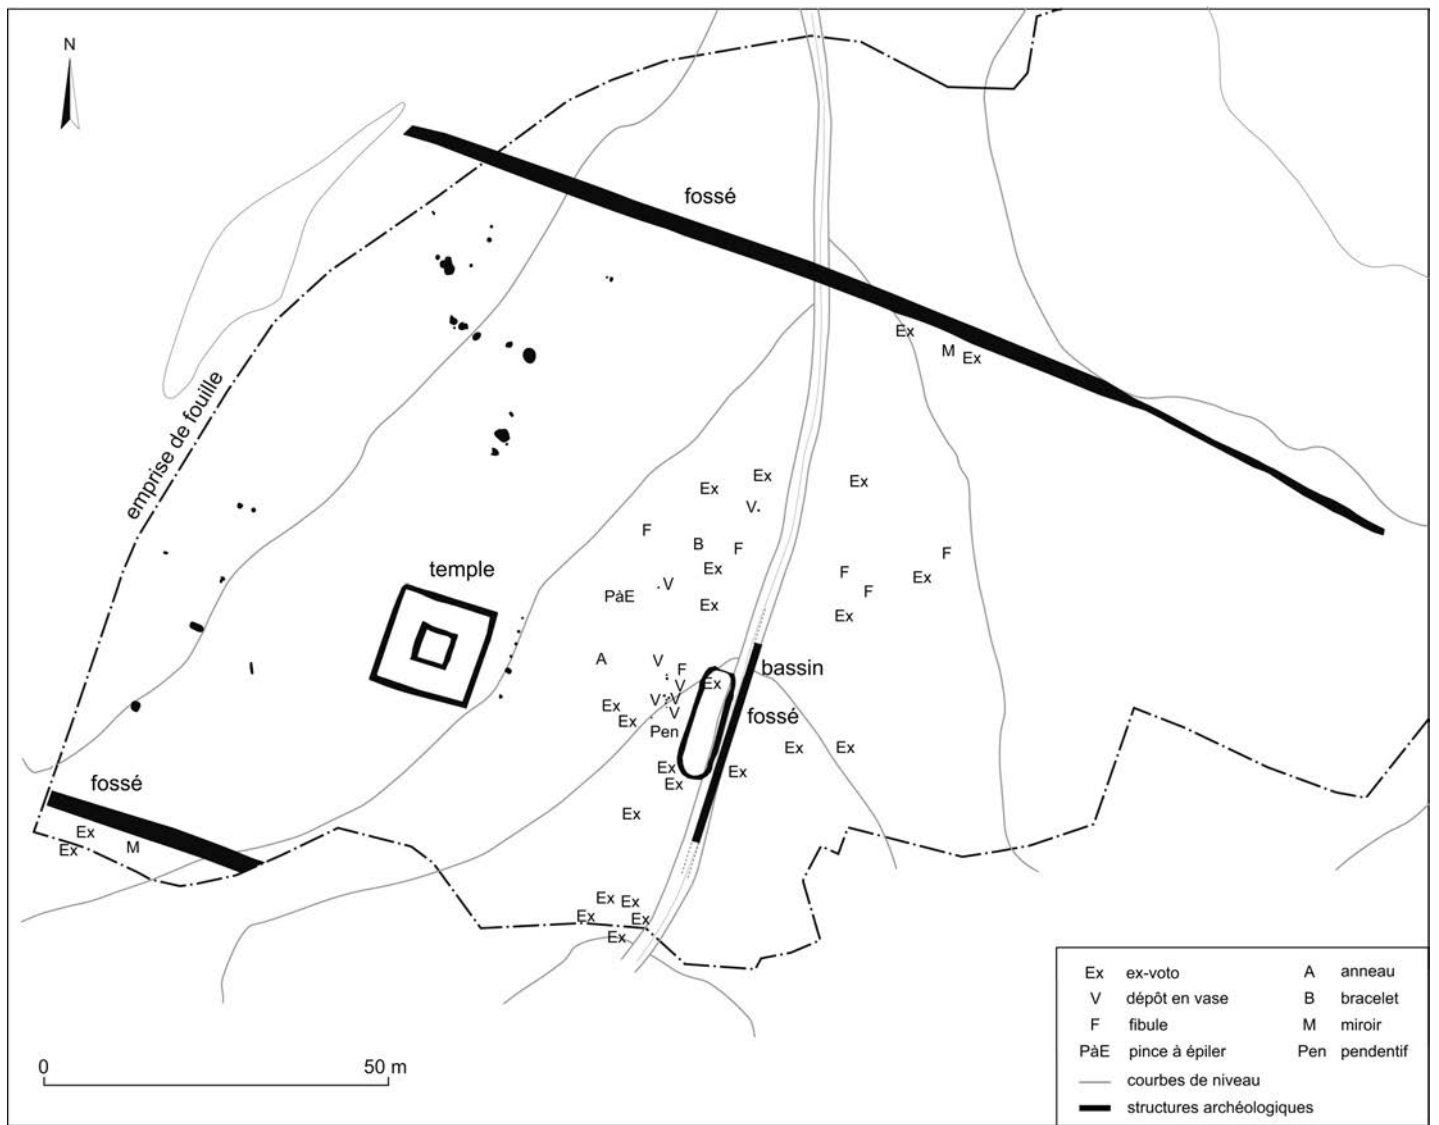 N
fossé
Ex
M Ex
emprise de fouille
Ex Ex Ex
V
F B F F
Ex F Ex
temple
V
PàE F
Ex Ex
A V F
bassin
V Ex
V V
Ex V
Ex fossé
Pen
Ex Ex
Ex Ex
Ex
fossé
Ex
Ex
M
Ex
Ex Ex
Ex Ex
Ex
0 50 m
Ex ex-voto A anneau
V dépôt en vase B bracelet
F fibule M miroir
PàE pince à épiler Pen pendentif
courbes de niveau
structures archéologiques